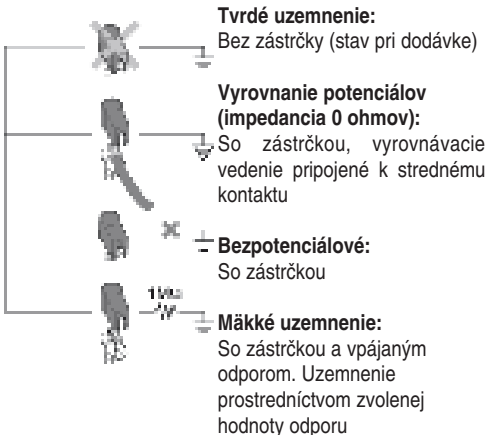 Tvrdé uzemnenie:
Bez zástrčky (stav pri dodávke)
Vyrovnanie potenciálov
(impedancia 0 ohmov):
So zástrčkou, vyrovnávacie
vedenie pripojené k strednému
kontaktu
Bezpotenciálové:
So zástrčkou
Mäkké uzemnenie:
So zástrčkou a vpájaným
odporom. Uzemnenie
prostredníctvom zvolenej
hodnoty odporu